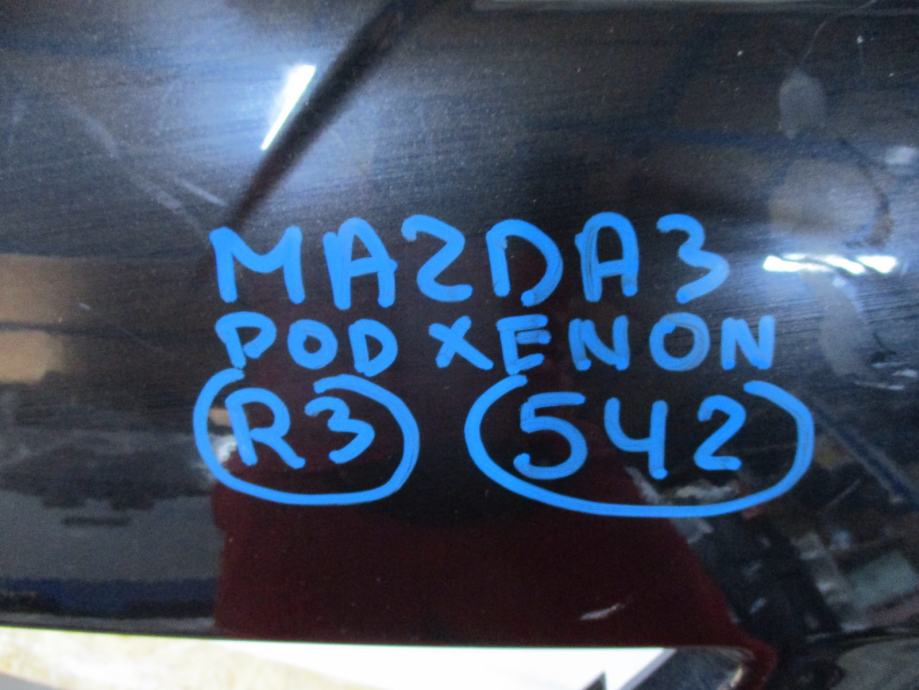 MAZDA3
POD XENON
R3 542